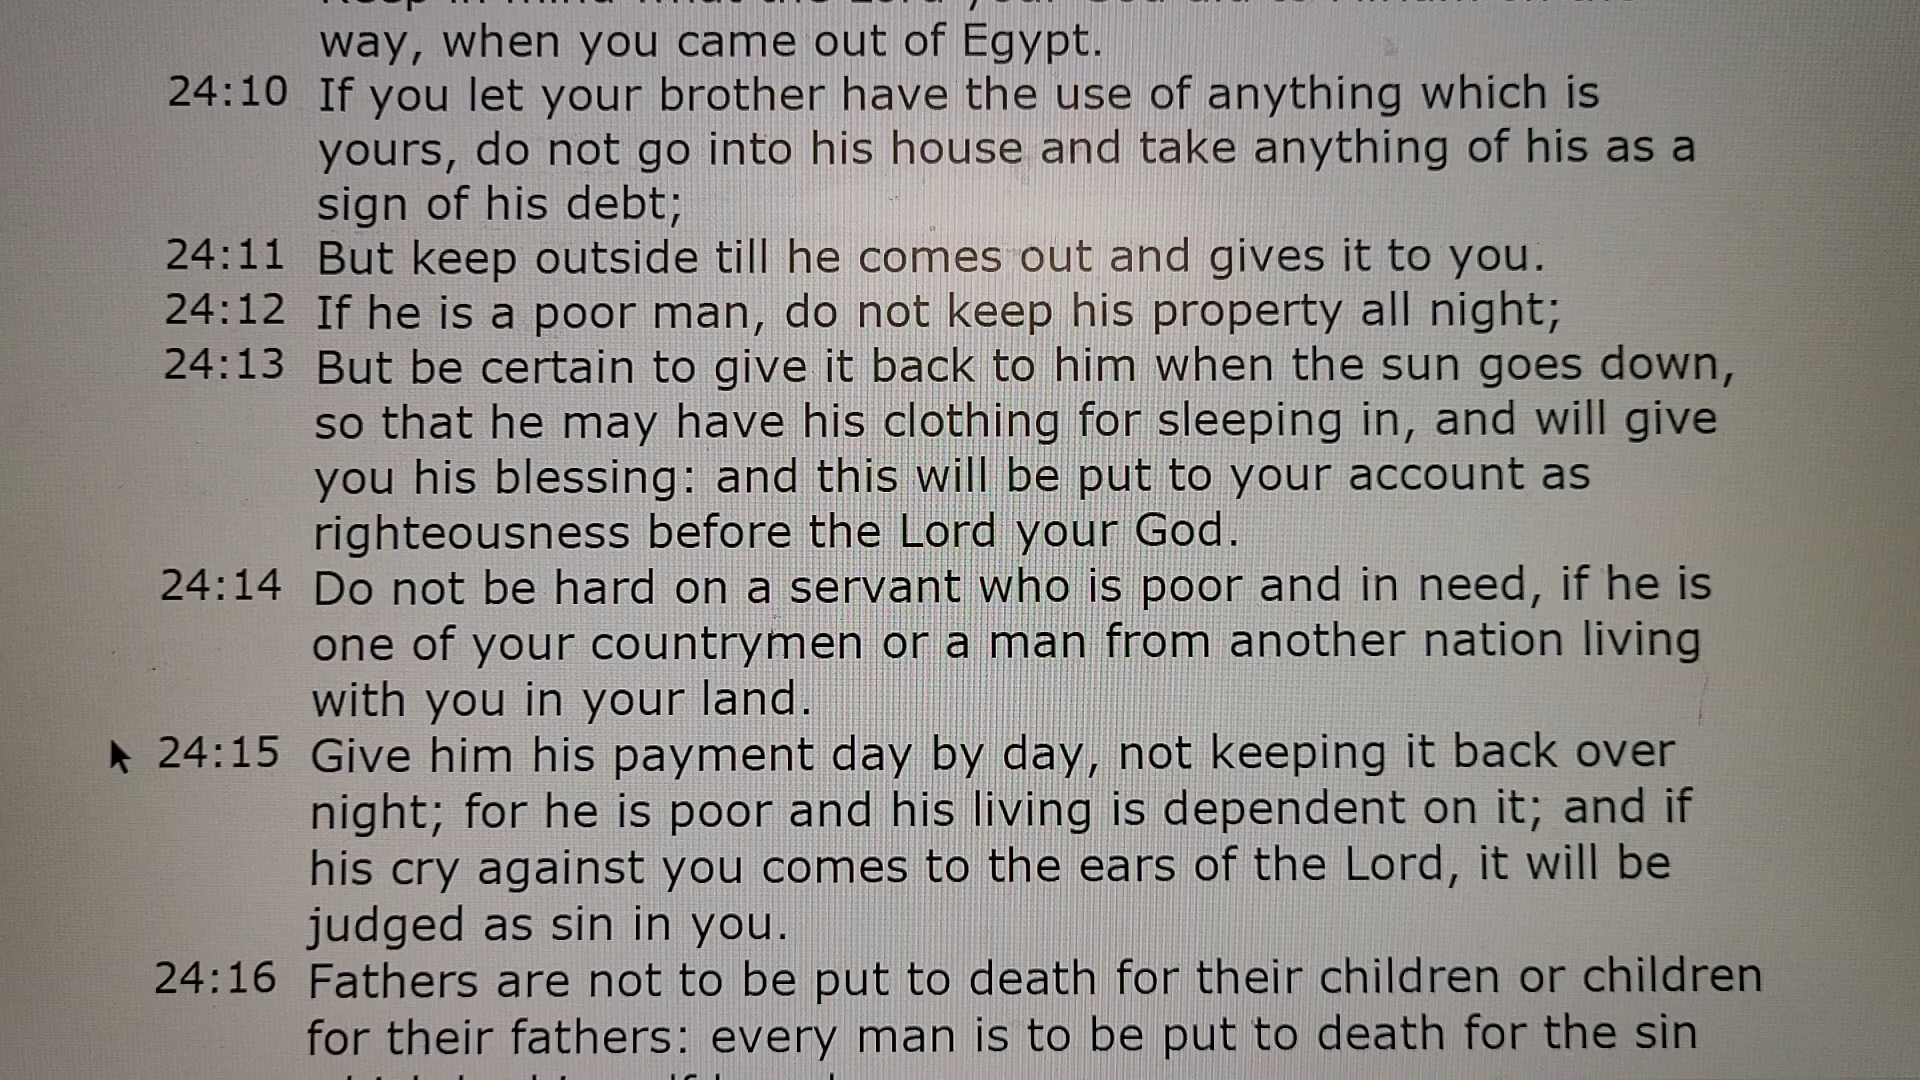 way, when you came out of Egypt.
24:10 If you let your brother have the use of anything which is
yours, do not go into his house and take anything of his as a
sign of his debt;
24:11 But keep outside till he comes out and gives it to you.
24:12 If he is a poor man, do not keep his property all night;
24:13 But be certain to give it back to him when the sun goes down,
so that he may have his clothing for sleeping in, and will give
you his blessing: and this will be put to your account as
righteousness before the Lord your God.
24:14 Do not be hard on a servant who is poor and in need, if he is
one of your countrymen or a man from another nation living
with you in your land.
24:15 Give him his payment day by day, not keeping it back over
night; for he is poor and his living is dependent on it; and if
his cry against you comes to the ears of the Lord, it will be
judged as sin in you.
24:16 Fathers are not to be put to death for their children or children
for their fathers: every man is to be put to death for the sin